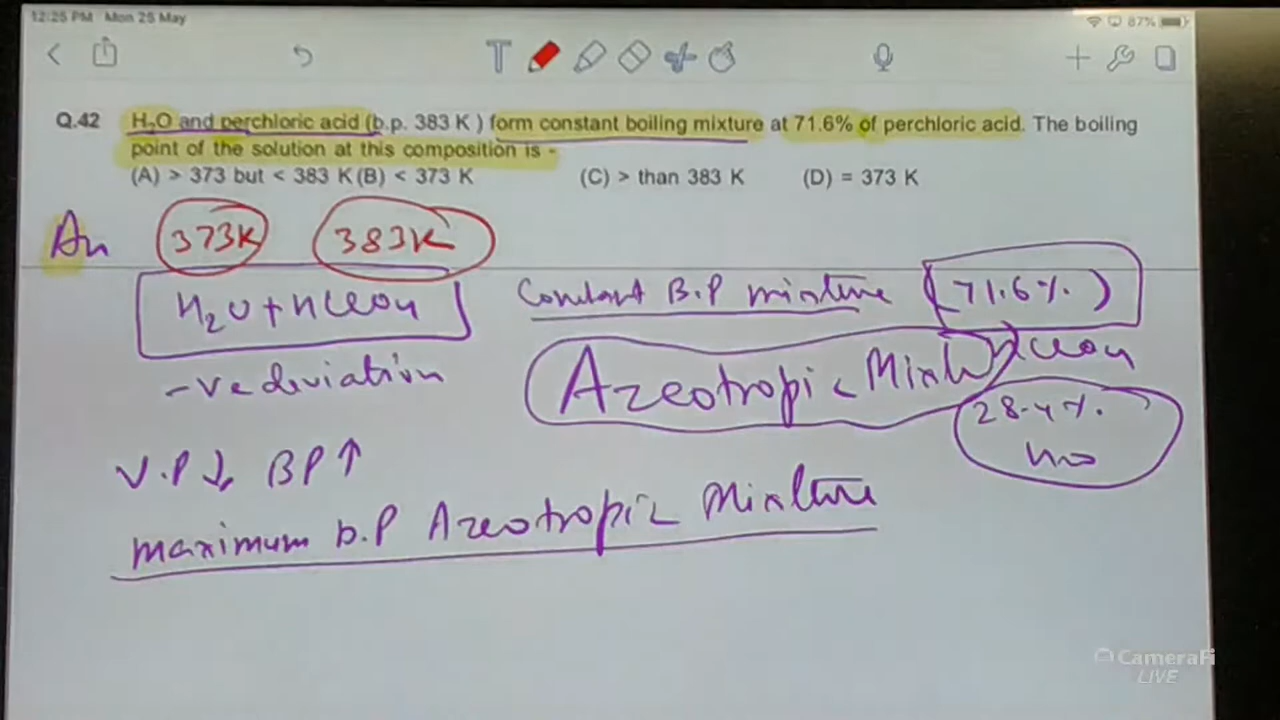 12:25 PM Mon 25 May 87%
T
Q.42 H₂O and perchloric acid (b.p. 383 K ) form constant boiling mixture at 71.6% of perchloric acid. The boiling
point of the solution at this composition is -
(A) > 373 but < 383 K (B) < 373 K (C) > than 383 K (D) = 373 K
An 373K 383K
H₂O + HClO₄ Constant B.P mixture (71.6%)
HClO₄
-ve deviation Azeotropic Mixture
28.4%
H₂O
V.P↓ BP↑
maximum b.P Azeotropic Mixture
CameraFi
LIVE